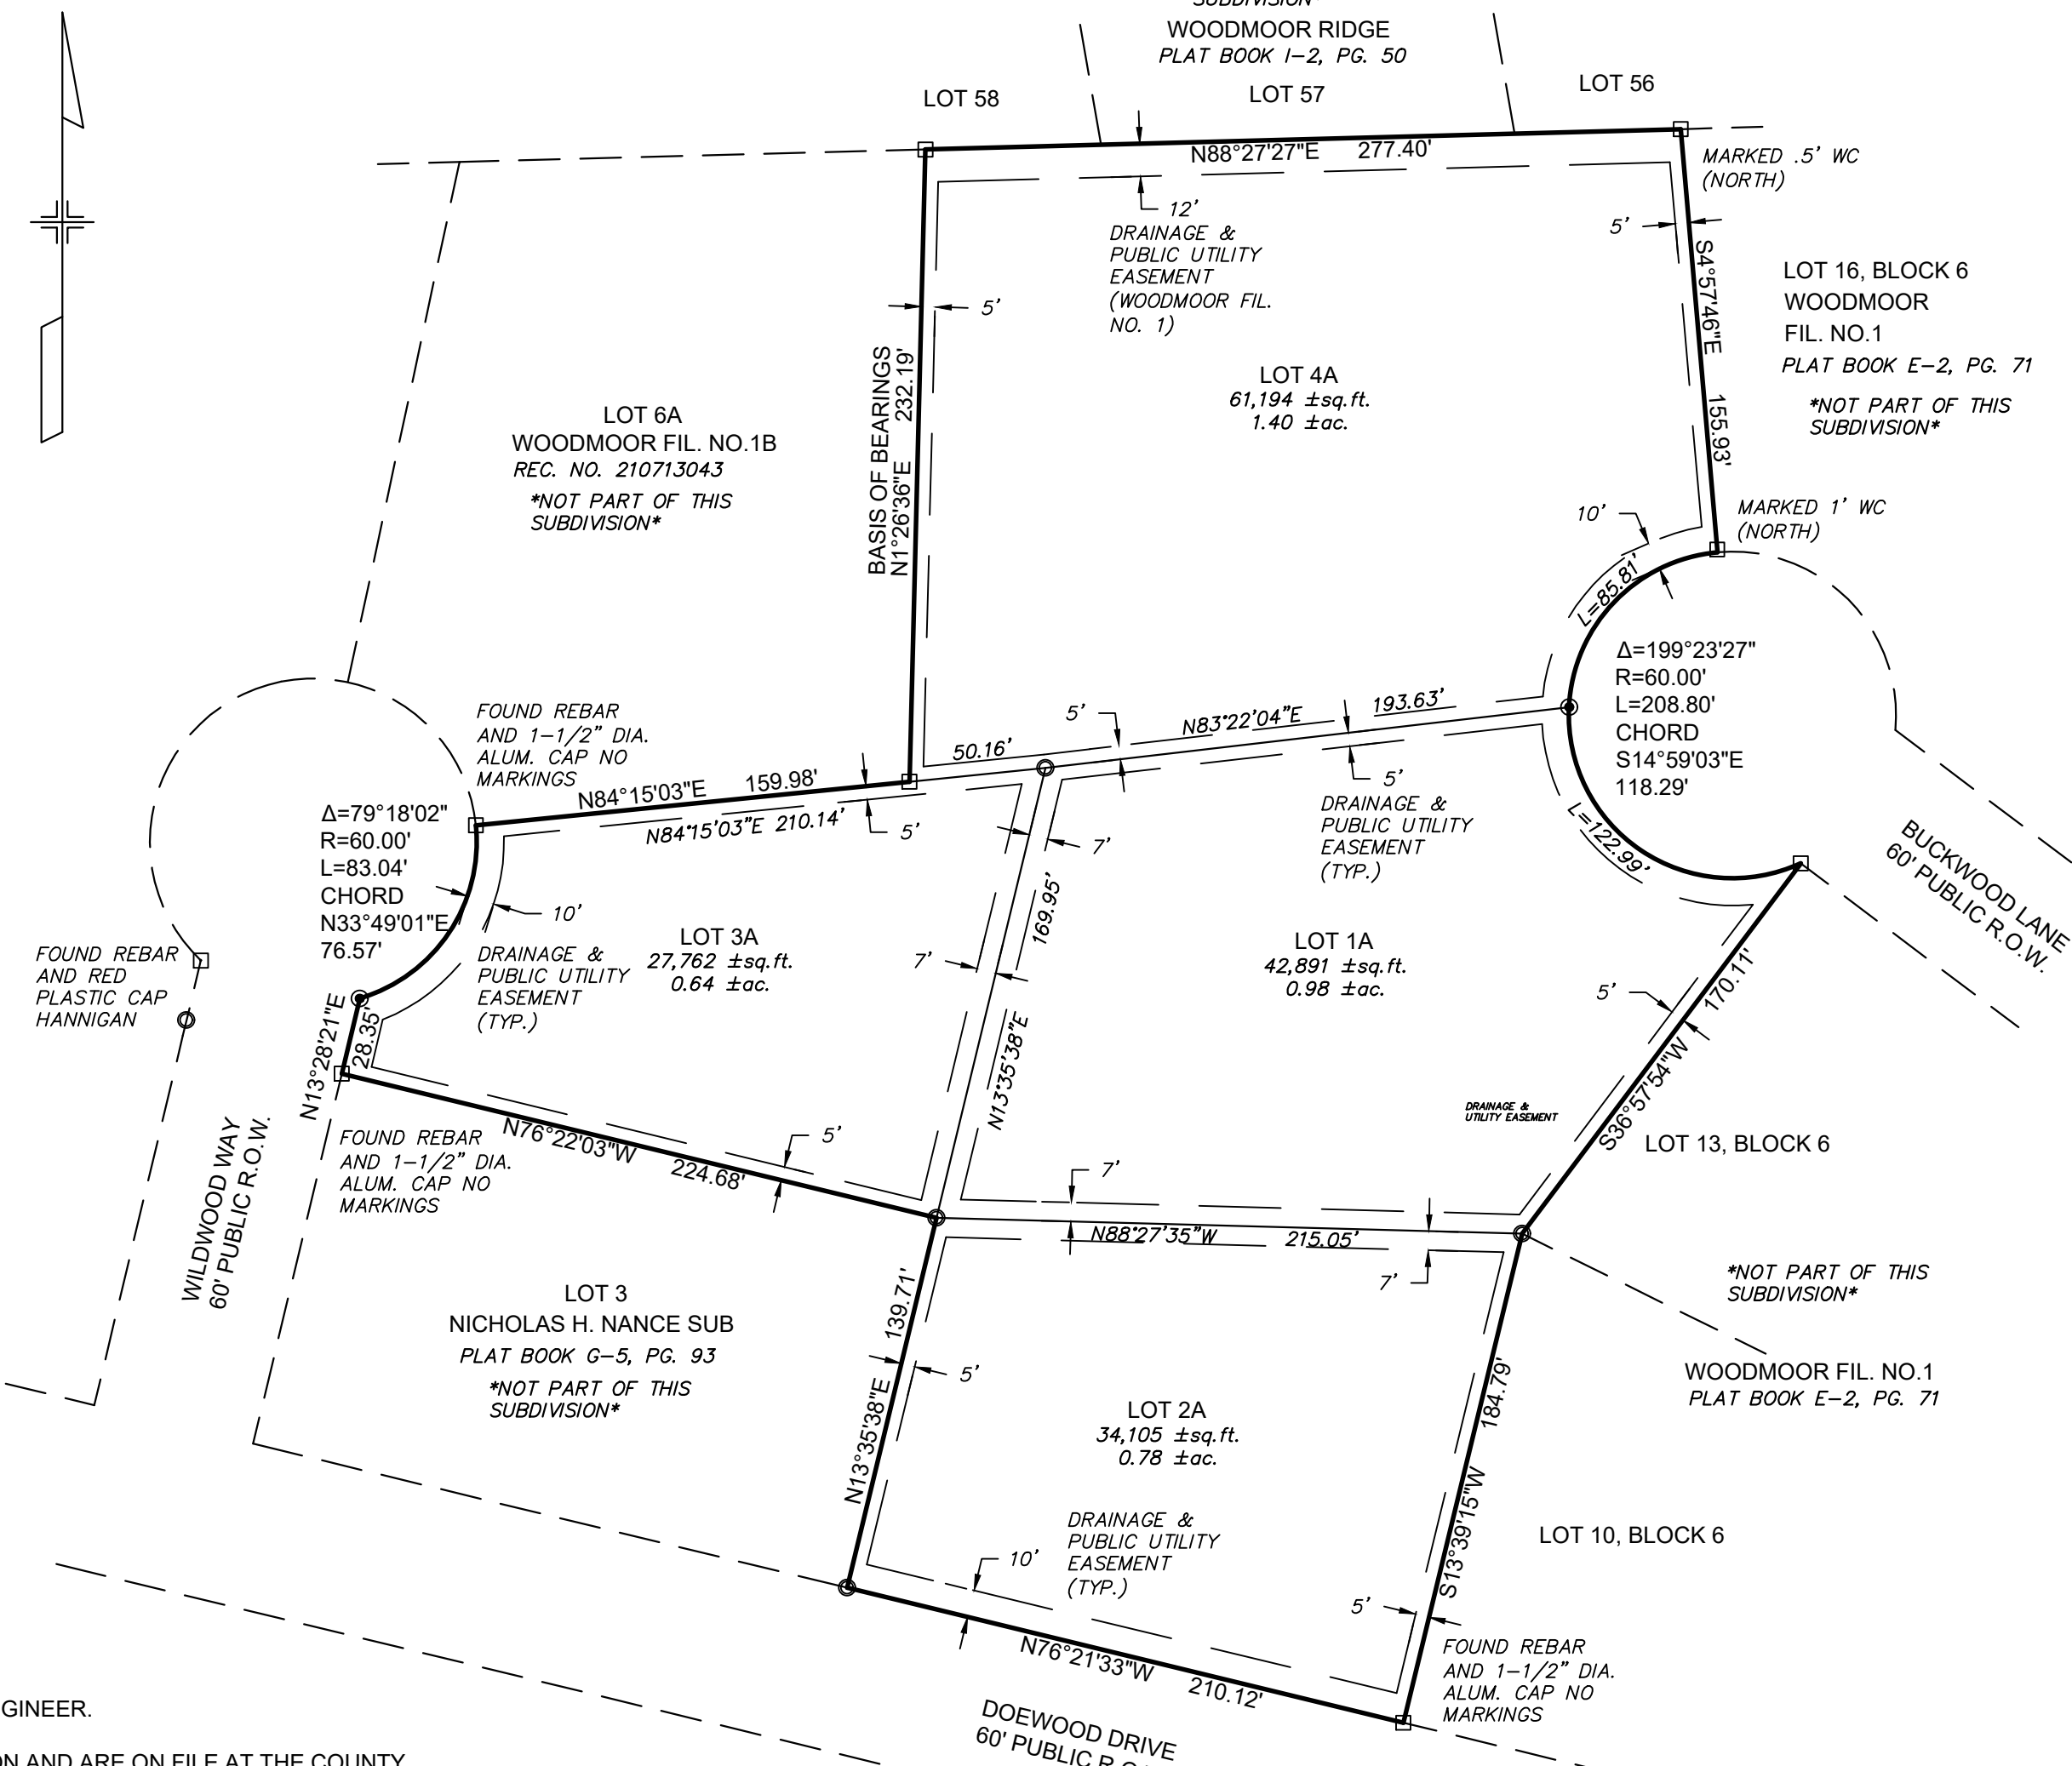 SUBDIVISION*
WOODMOOR RIDGE
PLAT BOOK I-2, PG. 50
LOT 58
LOT 57
LOT 56
N88°27'27"E 277.40'
MARKED .5' WC
(NORTH)
12'
DRAINAGE &
PUBLIC UTILITY
EASEMENT
(WOODMOOR FIL.
NO. 1)
5'
S4°57'46"E 155.93'
LOT 16, BLOCK 6
WOODMOOR
FIL. NO.1
PLAT BOOK E-2, PG. 71
*NOT PART OF THIS
SUBDIVISION*
5'
BASIS OF BEARINGS
N1°26'36"E 232.19'
LOT 4A
61,194 ±sq.ft.
1.40 ±ac.
LOT 6A
WOODMOOR FIL. NO.1B
REC. NO. 210713043
*NOT PART OF THIS
SUBDIVISION*
10'
MARKED 1' WC
(NORTH)
L=85.81'
Δ=199°23'27"
R=60.00'
L=208.80'
CHORD
S14°59'03"E
118.29'
L=122.99'
FOUND REBAR
AND 1-1/2" DIA.
ALUM. CAP NO
MARKINGS
5'
N83°22'04"E 193.63'
50.16'
N84°15'03"E 159.98'
N84°15'03"E 210.14'
5'
5'
DRAINAGE &
PUBLIC UTILITY
EASEMENT
(TYP.)
Δ=79°18'02"
R=60.00'
L=83.04'
CHORD
N33°49'01"E
76.57'
10'
DRAINAGE &
PUBLIC UTILITY
EASEMENT
(TYP.)
LOT 3A
27,762 ±sq.ft.
0.64 ±ac.
7'
7'
169.95'
N13°35'38"E
LOT 1A
42,891 ±sq.ft.
0.98 ±ac.
BUCKWOOD LANE
60' PUBLIC R.O.W.
5'
S36°57'54"W 170.11'
FOUND REBAR
AND RED
PLASTIC CAP
HANNIGAN
N13°28'21"E
28.35'
DRAINAGE &
UTILITY EASEMENT
LOT 13, BLOCK 6
WILDWOOD WAY
60' PUBLIC R.O.W.
FOUND REBAR
AND 1-1/2" DIA.
ALUM. CAP NO
MARKINGS
N76°22'03"W 224.68'
5'
7'
N88°27'35"W 215.05'
7'
*NOT PART OF THIS
SUBDIVISION*
WOODMOOR FIL. NO.1
PLAT BOOK E-2, PG. 71
LOT 3
NICHOLAS H. NANCE SUB
PLAT BOOK G-5, PG. 93
*NOT PART OF THIS
SUBDIVISION*
N13°35'38"E 139.71'
5'
LOT 2A
34,105 ±sq.ft.
0.78 ±ac.
S13°39'15"W 184.79'
LOT 10, BLOCK 6
DRAINAGE &
PUBLIC UTILITY
EASEMENT
(TYP.)
10'
5'
FOUND REBAR
AND 1-1/2" DIA.
ALUM. CAP NO
MARKINGS
N76°21'33"W 210.12'
DOEWOOD DRIVE
60' PUBLIC
GINEER.
ON AND ARE ON FILE AT THE COUNTY